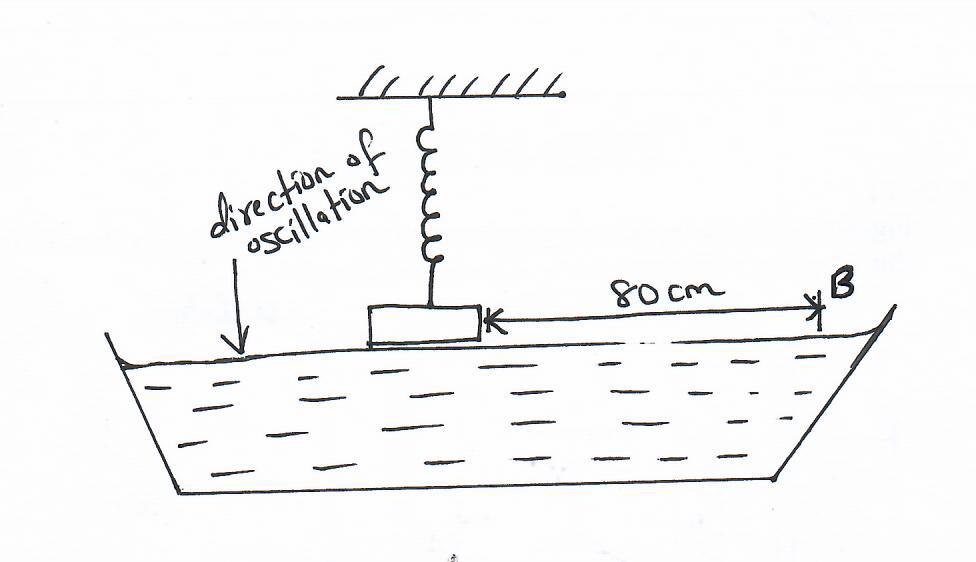 direction of
oscillation
80 cm
B